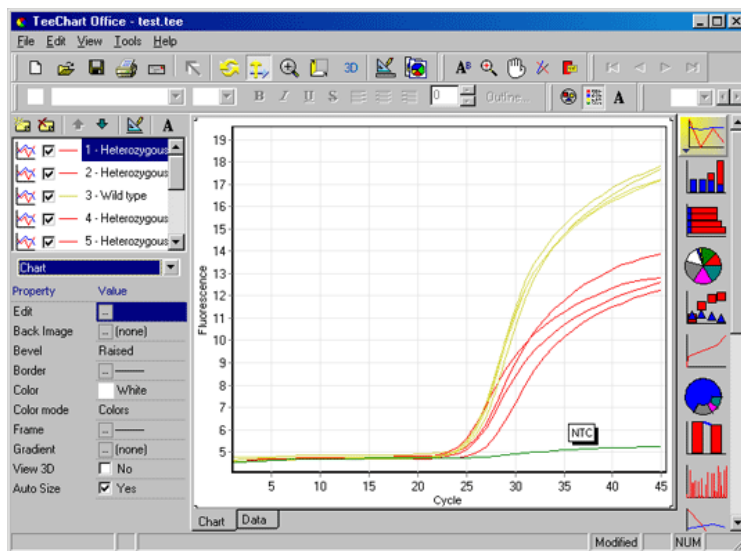 TeeChart Office - test.tee
File Edit View Tools Help
3D A B
B I U S 0 Outline... A
A
1 - Heterozygous
2 - Heterozygous
3 - Wild type
4 - Heterozygous
5 - Heterozygous
Chart
Property Value
Edit ...
Back Image ... (none)
Bevel Raised
Border ...
Color White
Color mode Colors
Frame ...
Gradient ... (none)
View 3D No
Auto Size Yes
19
18
17
16
15
14
13
12
11
10
9
8
7
6
5
Fluorescence
NTC
5 10 15 20 25 30 35 40 45
Cycle
Chart Data
Modified NUM